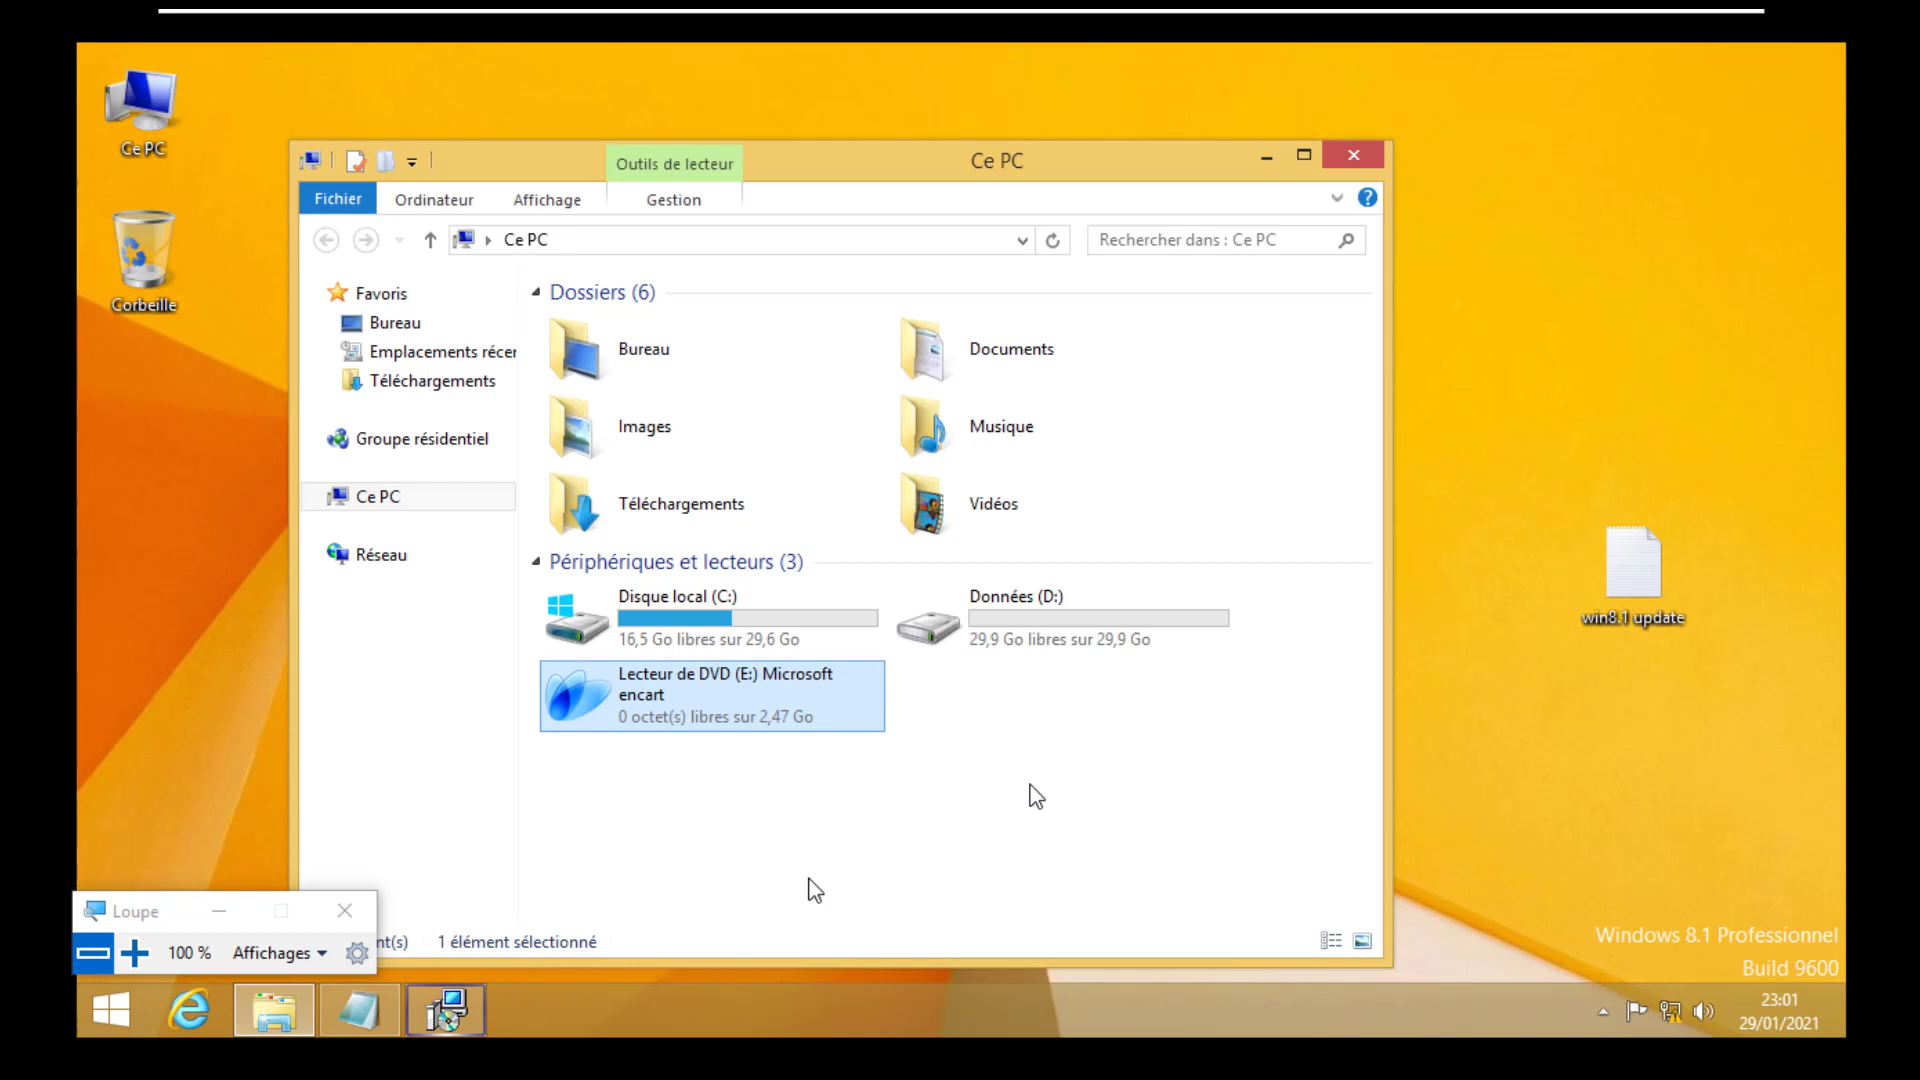 Ce PC
Corbeille
Outils de lecteur
Ce PC
Fichier
Ordinateur
Affichage
Gestion
Ce PC
Rechercher dans : Ce PC
Favoris
Bureau
Emplacements récen
Téléchargements
Groupe résidentiel
Ce PC
Réseau
Dossiers (6)
Bureau
Documents
Images
Musique
Téléchargements
Vidéos
Périphériques et lecteurs (3)
Disque local (C:)
16,5 Go libres sur 29,6 Go
Données (D:)
29,9 Go libres sur 29,9 Go
Lecteur de DVD (E:) Microsoft
encart
0 octet(s) libres sur 2,47 Go
win8.1 update
Loupe
100 %
Affichages
nt(s)
1 élément sélectionné
Windows 8.1 Professionnel
Build 9600
23:01
29/01/2021